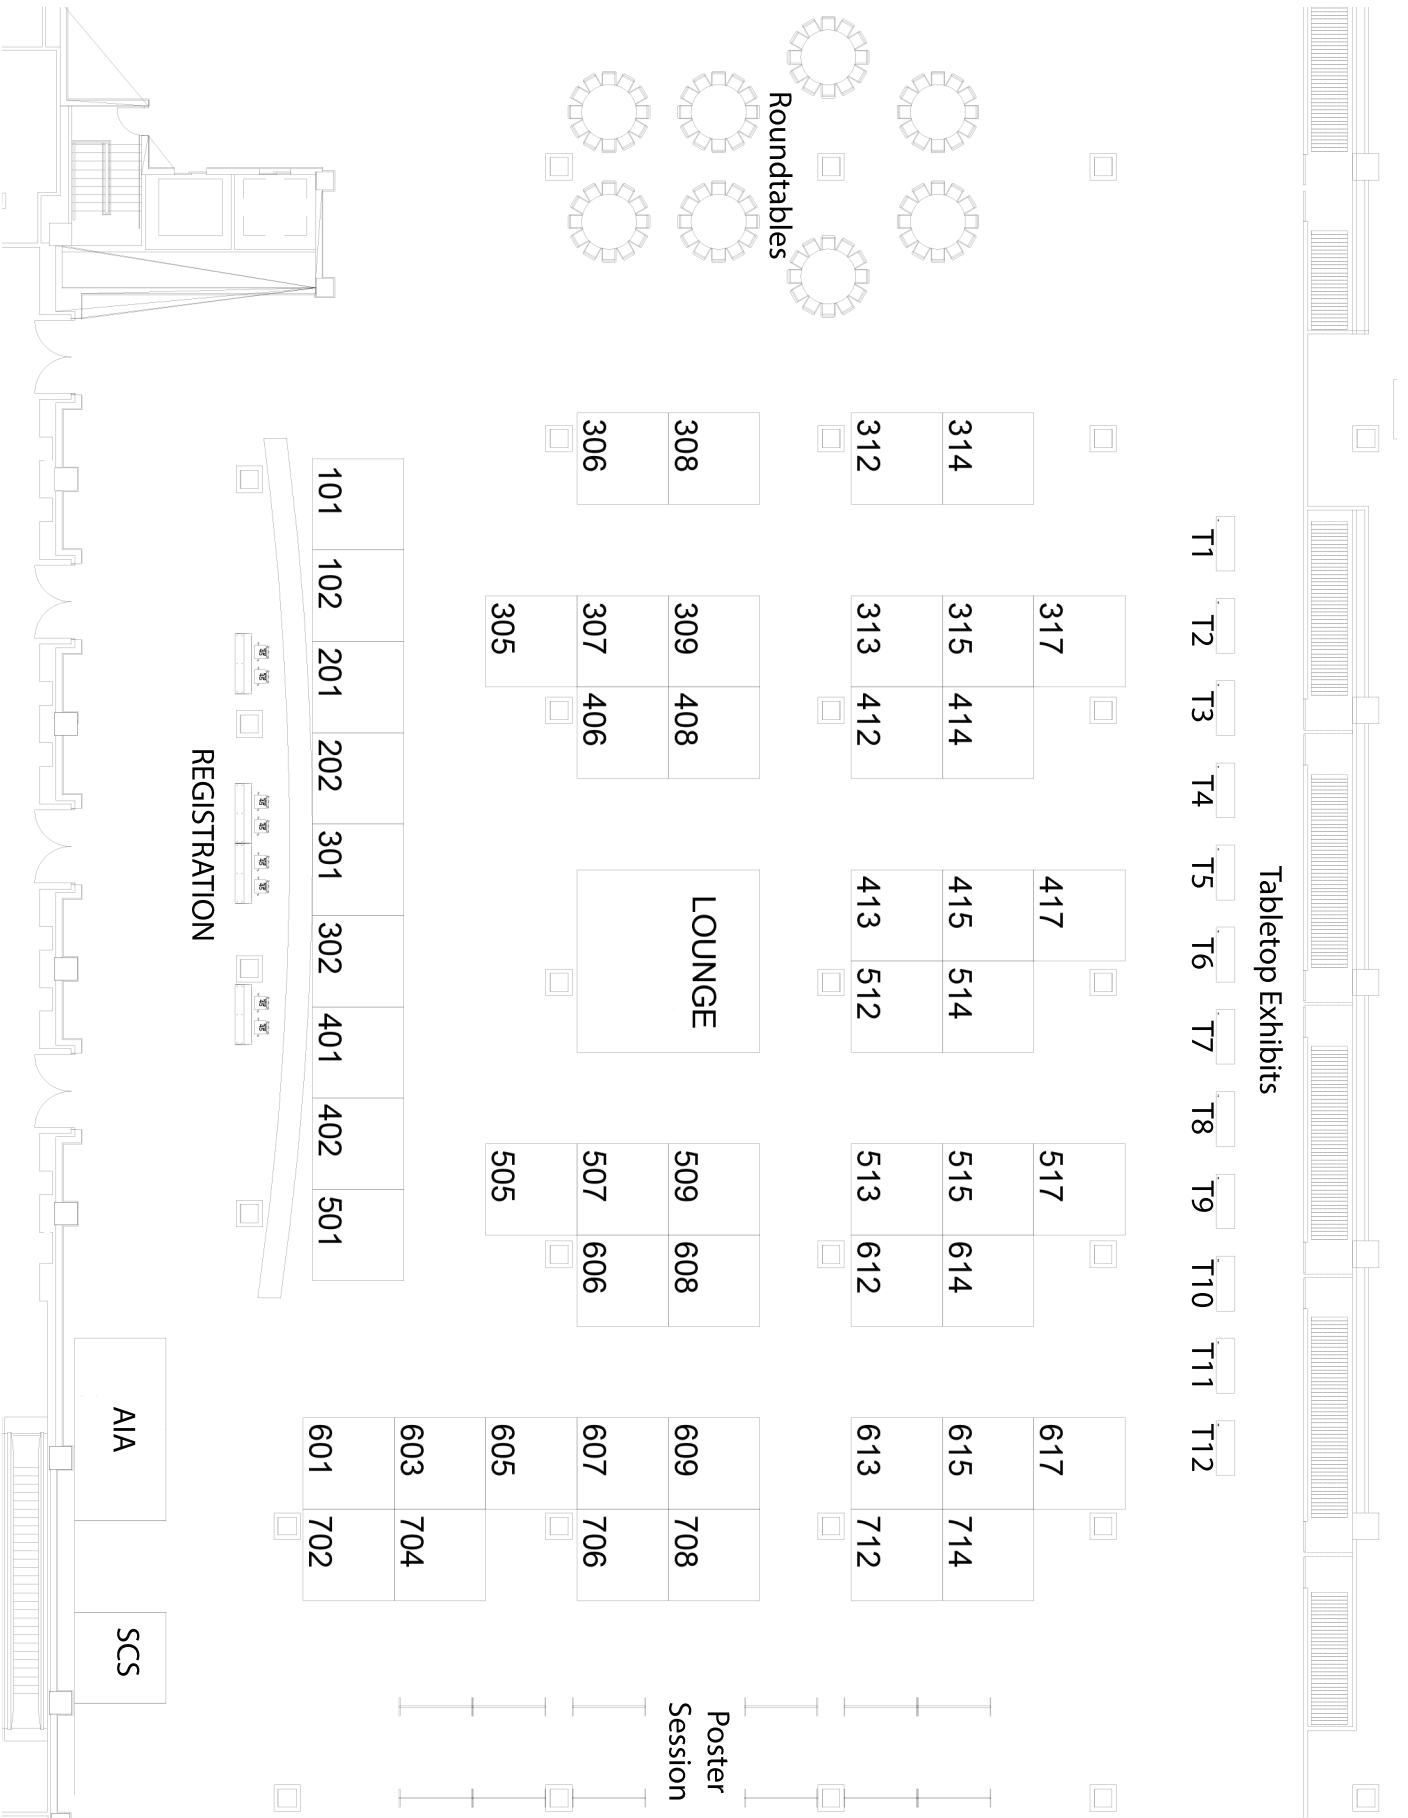 Tabletop Exhibits
T1 T2 T3 T4 T5 T6 T7 T8 T9 T10 T11 T12
317 417 517 617
314 315 414 415 514 515 614 615 714
312 313 412 413 512 513 612 613 712
Roundtables
LOUNGE
Poster
Session
308 309 408 509 608 609 708
306 307 406 507 606 607 706
305 505 605
603 704
101 102 201 202 301 302 401 402 501 601 702
REGISTRATION
AIA SCS